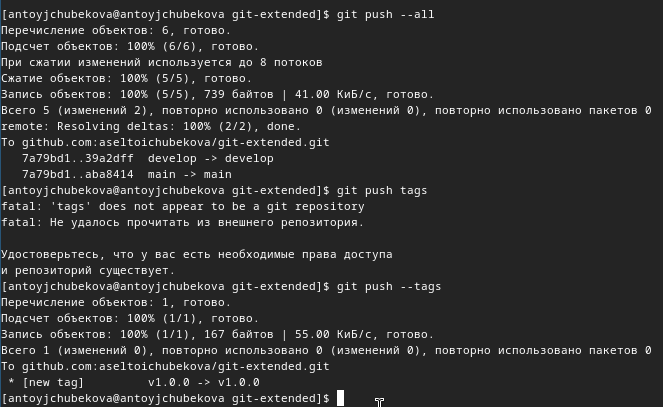 [antoyjchubekova@antoyjchubekova git-extended]$ git push --all
Перечисление объектов: 6, готово.
Подсчет объектов: 100% (6/6), готово.
При сжатии изменений используется до 8 потоков
Сжатие объектов: 100% (5/5), готово.
Запись объектов: 100% (5/5), 739 байтов | 41.00 КиБ/с, готово.
Всего 5 (изменений 2), повторно использовано 0 (изменений 0), повторно использовано пакетов 0
remote: Resolving deltas: 100% (2/2), done.
To github.com:aseltoichubekova/git-extended.git
   7a79bd1..39a2dff  develop -> develop
   7a79bd1..aba8414  main -> main
[antoyjchubekova@antoyjchubekova git-extended]$ git push tags
fatal: 'tags' does not appear to be a git repository
fatal: Не удалось прочитать из внешнего репозитория.

Удостоверьтесь, что у вас есть необходимые права доступа
и репозиторий существует.
[antoyjchubekova@antoyjchubekova git-extended]$ git push --tags
Перечисление объектов: 1, готово.
Подсчет объектов: 100% (1/1), готово.
Запись объектов: 100% (1/1), 167 байтов | 55.00 КиБ/с, готово.
Всего 1 (изменений 0), повторно использовано 0 (изменений 0), повторно использовано пакетов 0
To github.com:aseltoichubekova/git-extended.git
 * [new tag]         v1.0.0 -> v1.0.0
[antoyjchubekova@antoyjchubekova git-extended]$